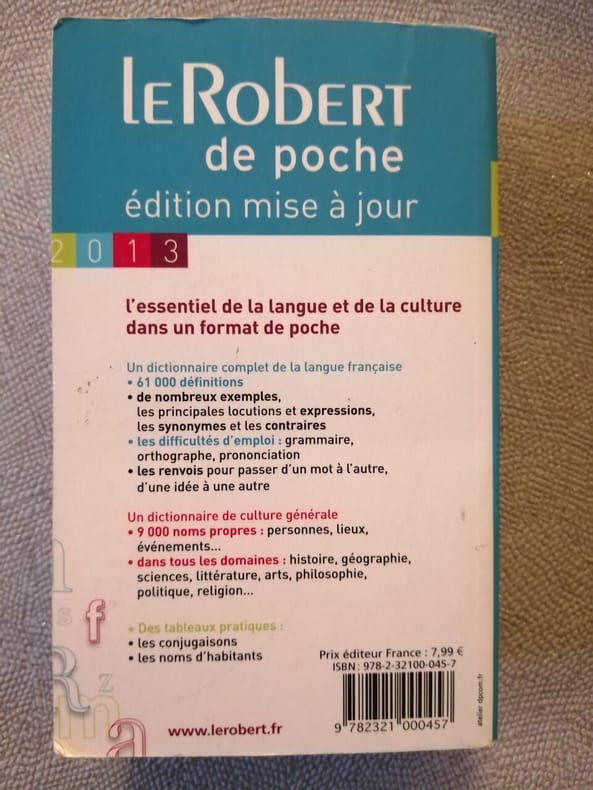 LE ROBERT
de poche
édition mise à jour
2013
l'essentiel de la langue et de la culture
dans un format de poche
Un dictionnaire complet de la langue française
• 61 000 définitions
• de nombreux exemples,
les principales locutions et expressions,
les synonymes et les contraires
• les difficultés d'emploi : grammaire,
orthographe, prononciation
• les renvois pour passer d'un mot à l'autre,
d'une idée à une autre
Un dictionnaire de culture générale
• 9 000 noms propres : personnes, lieux,
événements...
• dans tous les domaines : histoire, géographie,
sciences, littérature, arts, philosophie,
politique, religion...
+ Des tableaux pratiques :
• les conjugaisons
• les noms d'habitants
Prix éditeur France : 7,99 €
ISBN : 978-2-32100-045-7
9 782321 000457
atelier dpcom.fr
www.lerobert.fr
n
s
f
R
z
m
a